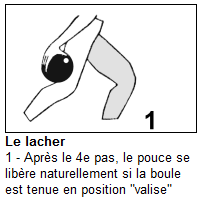 1
Le lacher
1 - Après le 4e pas, le pouce se
libère naturellement si la boule
est tenue en position "valise"